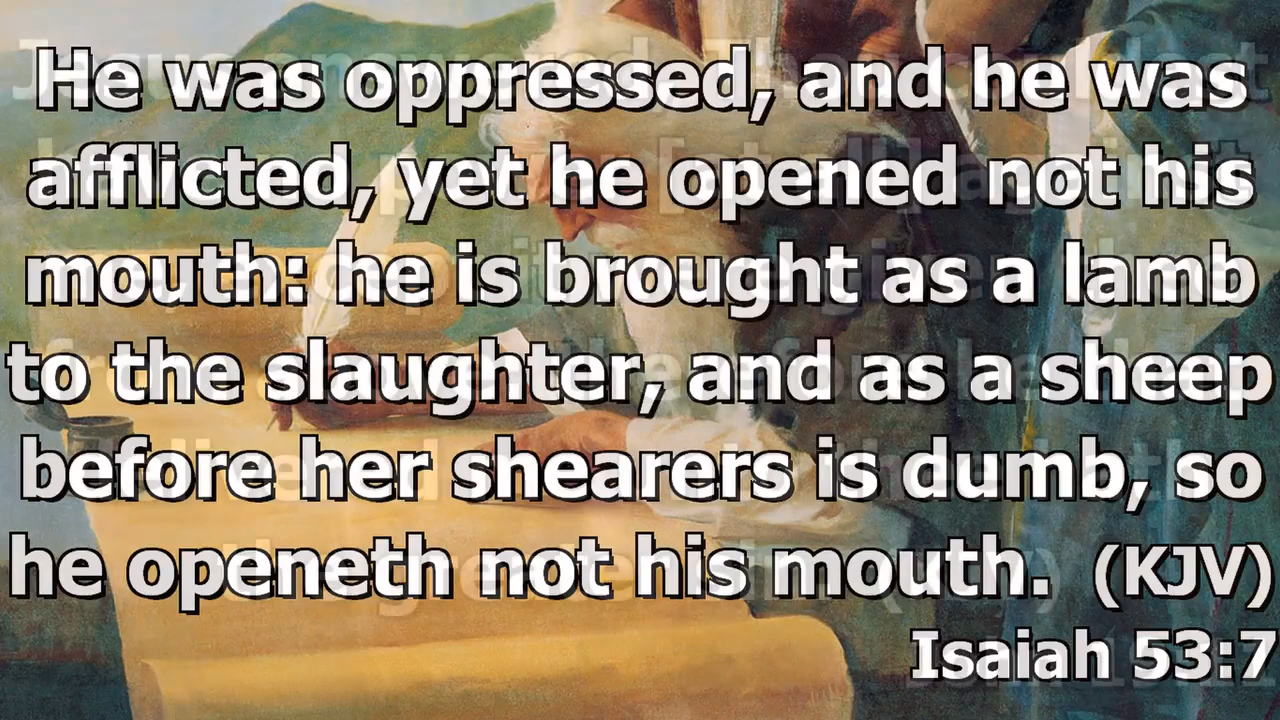 He was oppressed, and he was
afflicted, yet he opened not his
mouth: he is brought as a lamb
to the slaughter, and as a sheep
before her shearers is dumb, so
he openeth not his mouth. (KJV)
Isaiah 53:7